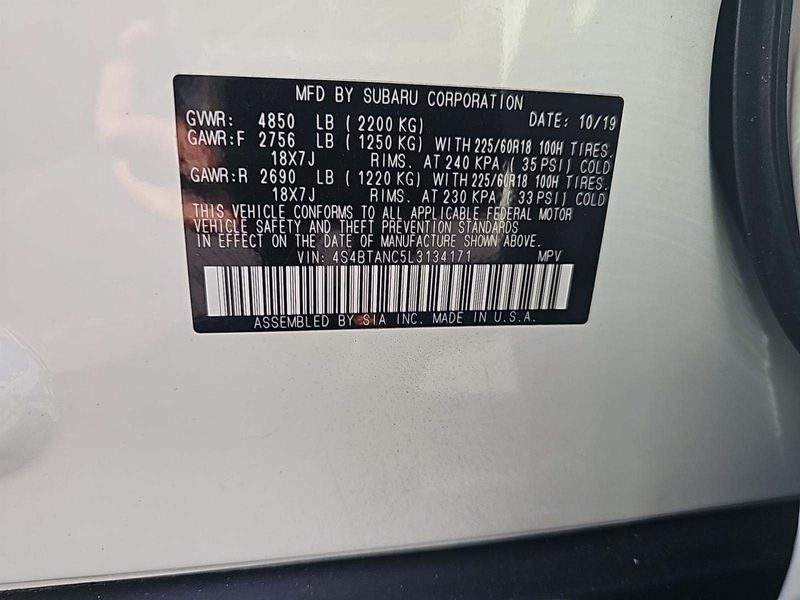 MFD BY SUBARU CORPORATION
GVWR: 4850 LB ( 2200 KG) DATE: 10/19
GAWR:F 2756 LB ( 1250 KG) WITH 225/60R18 100H TIRES.
18X7J RIMS. AT 240 KPA ( 35 PSI) COLD
GAWR:R 2690 LB ( 1220 KG) WITH 225/60R18 100H TIRES.
18X7J RIMS. AT 230 KPA ( 33 PSI) COLD
THIS VEHICLE CONFORMS TO ALL APPLICABLE FEDERAL MOTOR
VEHICLE SAFETY AND THEFT PREVENTION STANDARDS
IN EFFECT ON THE DATE OF MANUFACTURE SHOWN ABOVE.
VIN: 4S4BTANC5L3134171 MPV
ASSEMBLED BY SIA INC. MADE IN U.S.A.